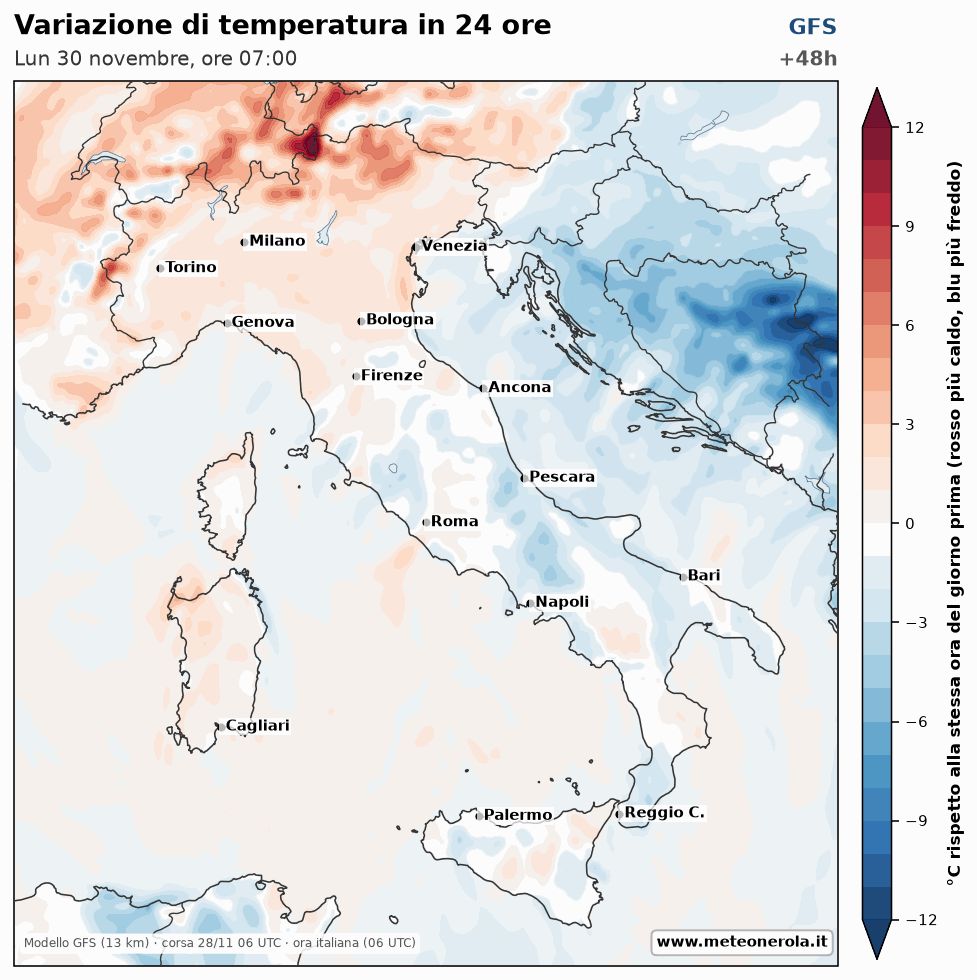 Variazione di temperatura in 24 ore
GFS
Lun 30 novembre, ore 07:00
+48h
Milano
Venezia
Torino
Genova
Bologna
Firenze
Ancona
Pescara
Roma
Bari
Napoli
Cagliari
Palermo
Reggio C.
12
9
6
3
0
−3
−6
−9
−12
°C rispetto alla stessa ora del giorno prima (rosso più caldo, blu più freddo)
Modello GFS (13 km) · corsa 28/11 06 UTC · ora italiana (06 UTC)
www.meteonerola.it